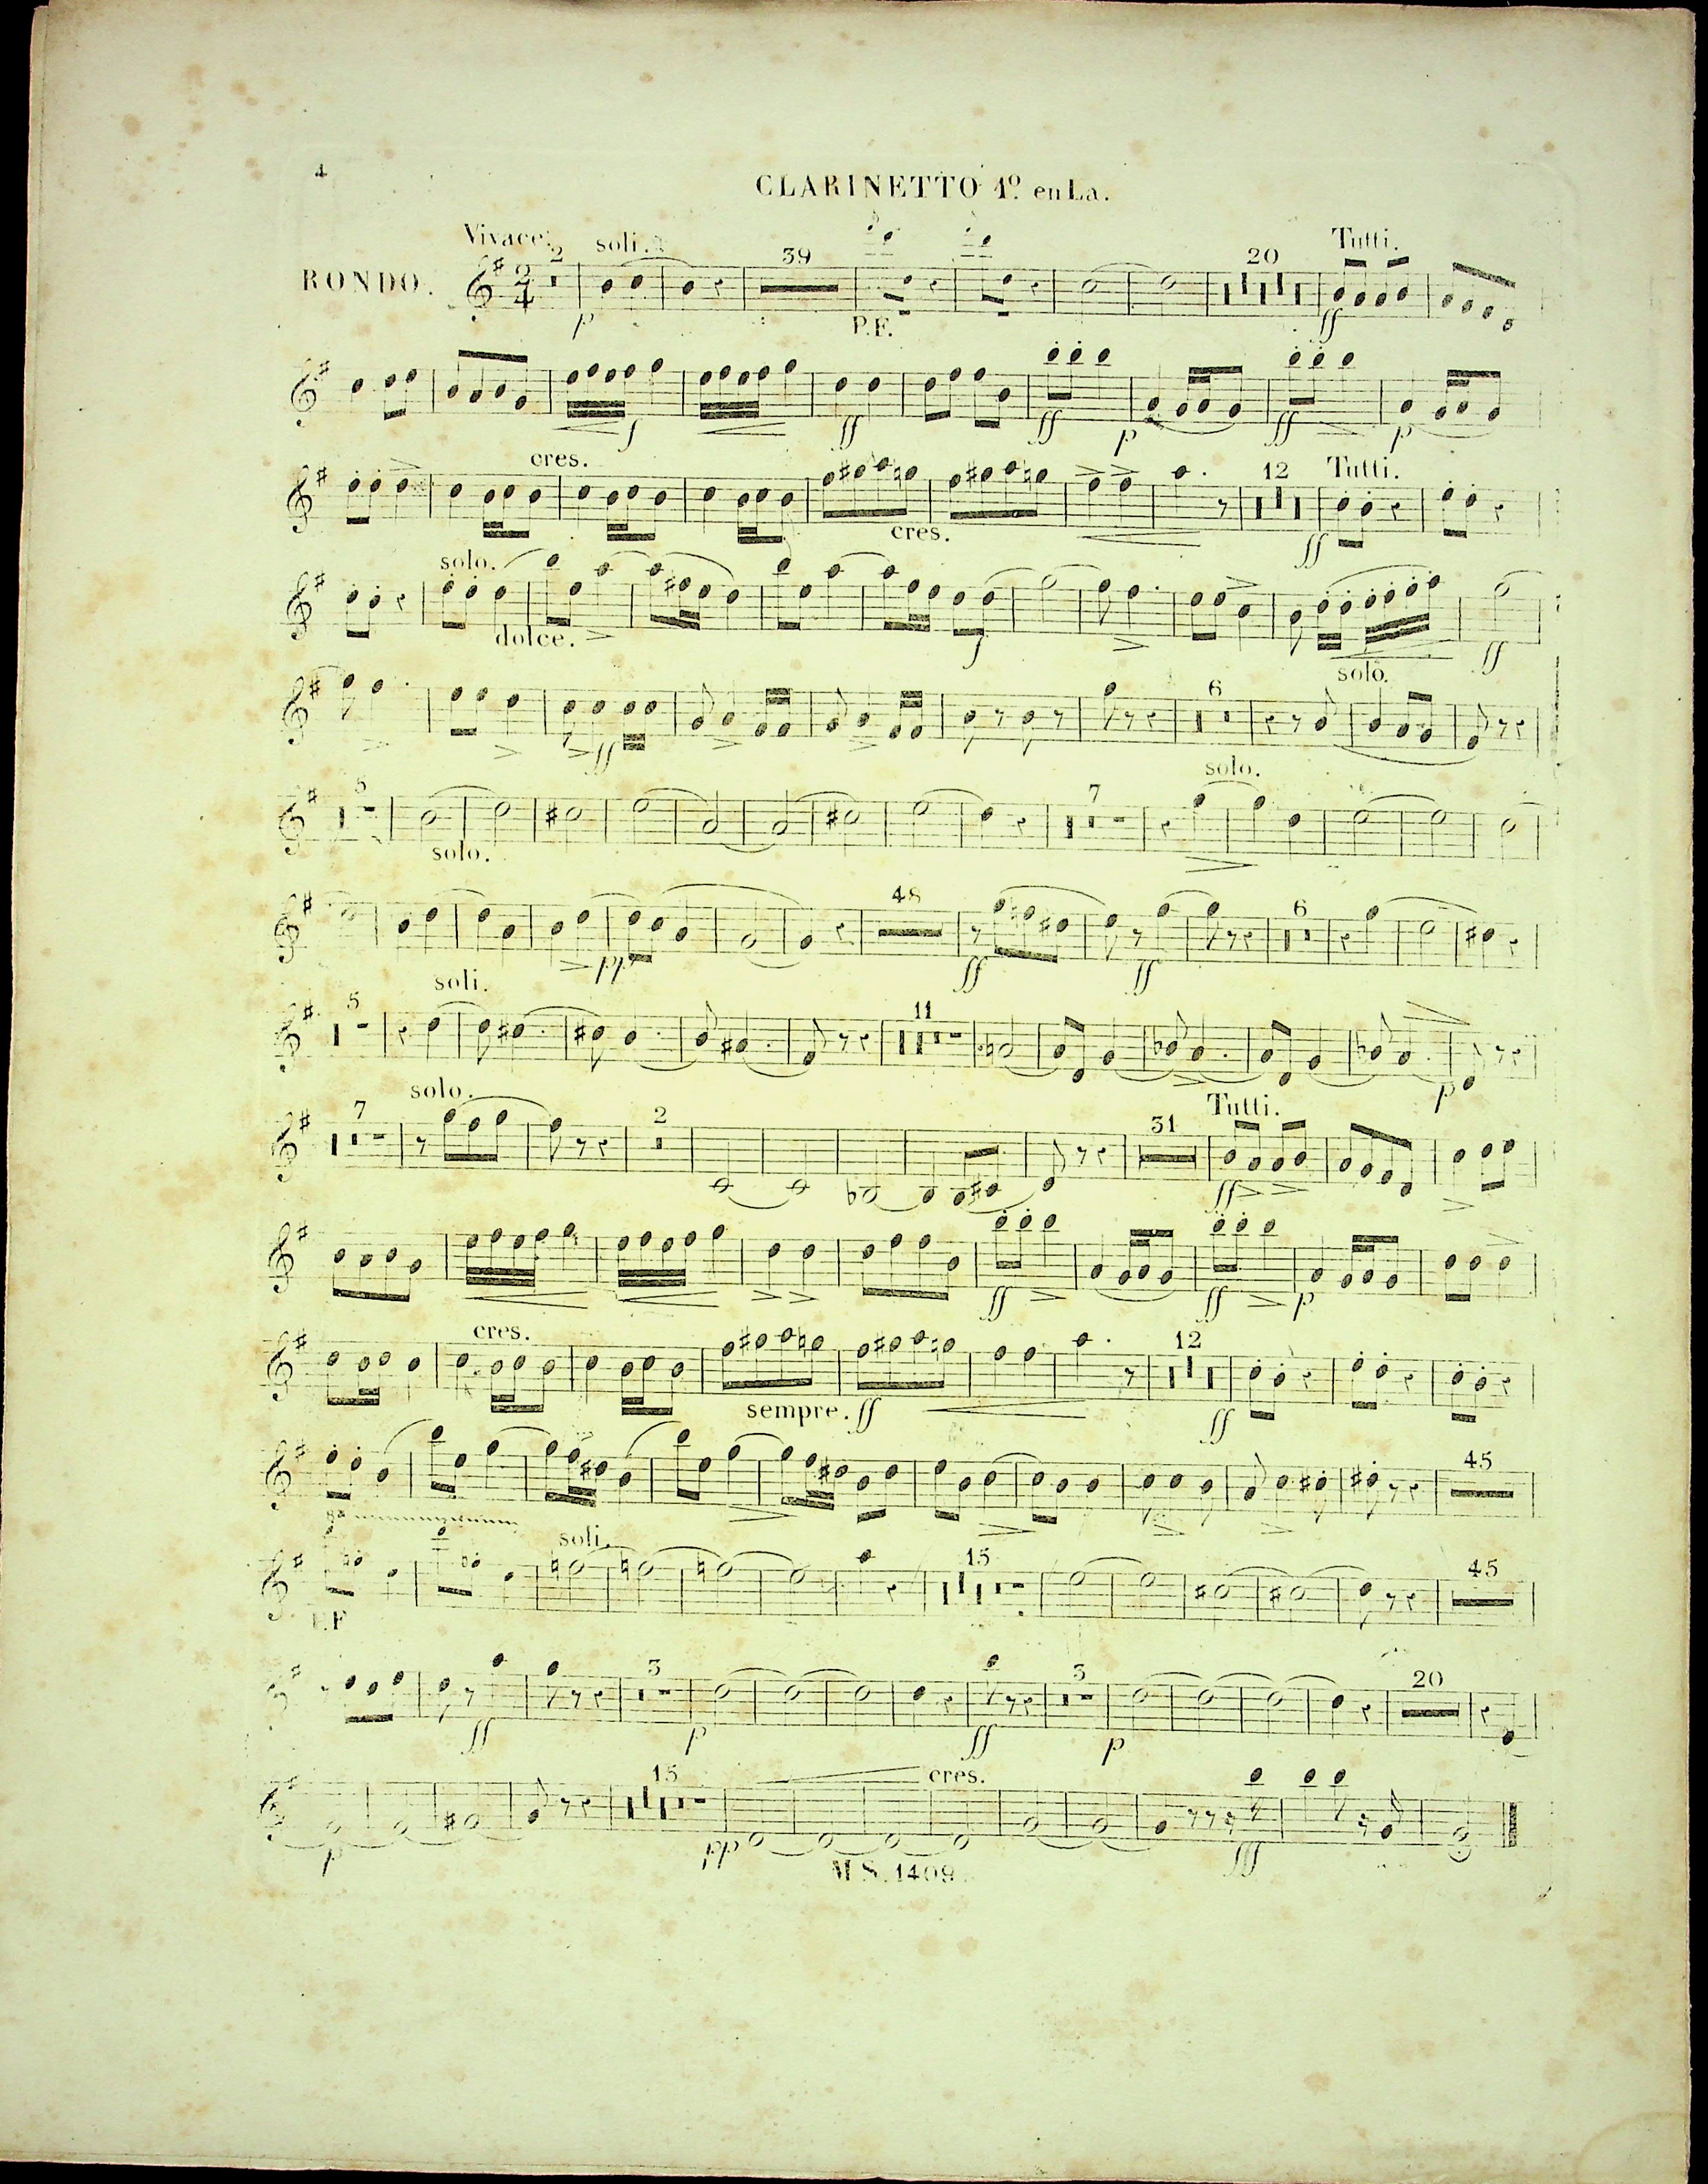 4
CLARINETTO 1º. en La.
Vivace. 2 soli. 39 20 Tutti.
RONDO. 2/4
p P.F. ff
f ff ff p ff p
cres. 12 Tutti.
cres. ff
solo.
dolce. f solo. ff
6
ff
5 7 solo.
solo.
48 6
pp ff ff
5 soli. 11
p
7 solo. 2 31 Tutti.
ff
ff ff p
cres. 12
sempre. ff ff
45
8ª soli. 15 45
P.F
3 3 20
ff p ff p
15 cres.
p pp fff
M S. 1409.